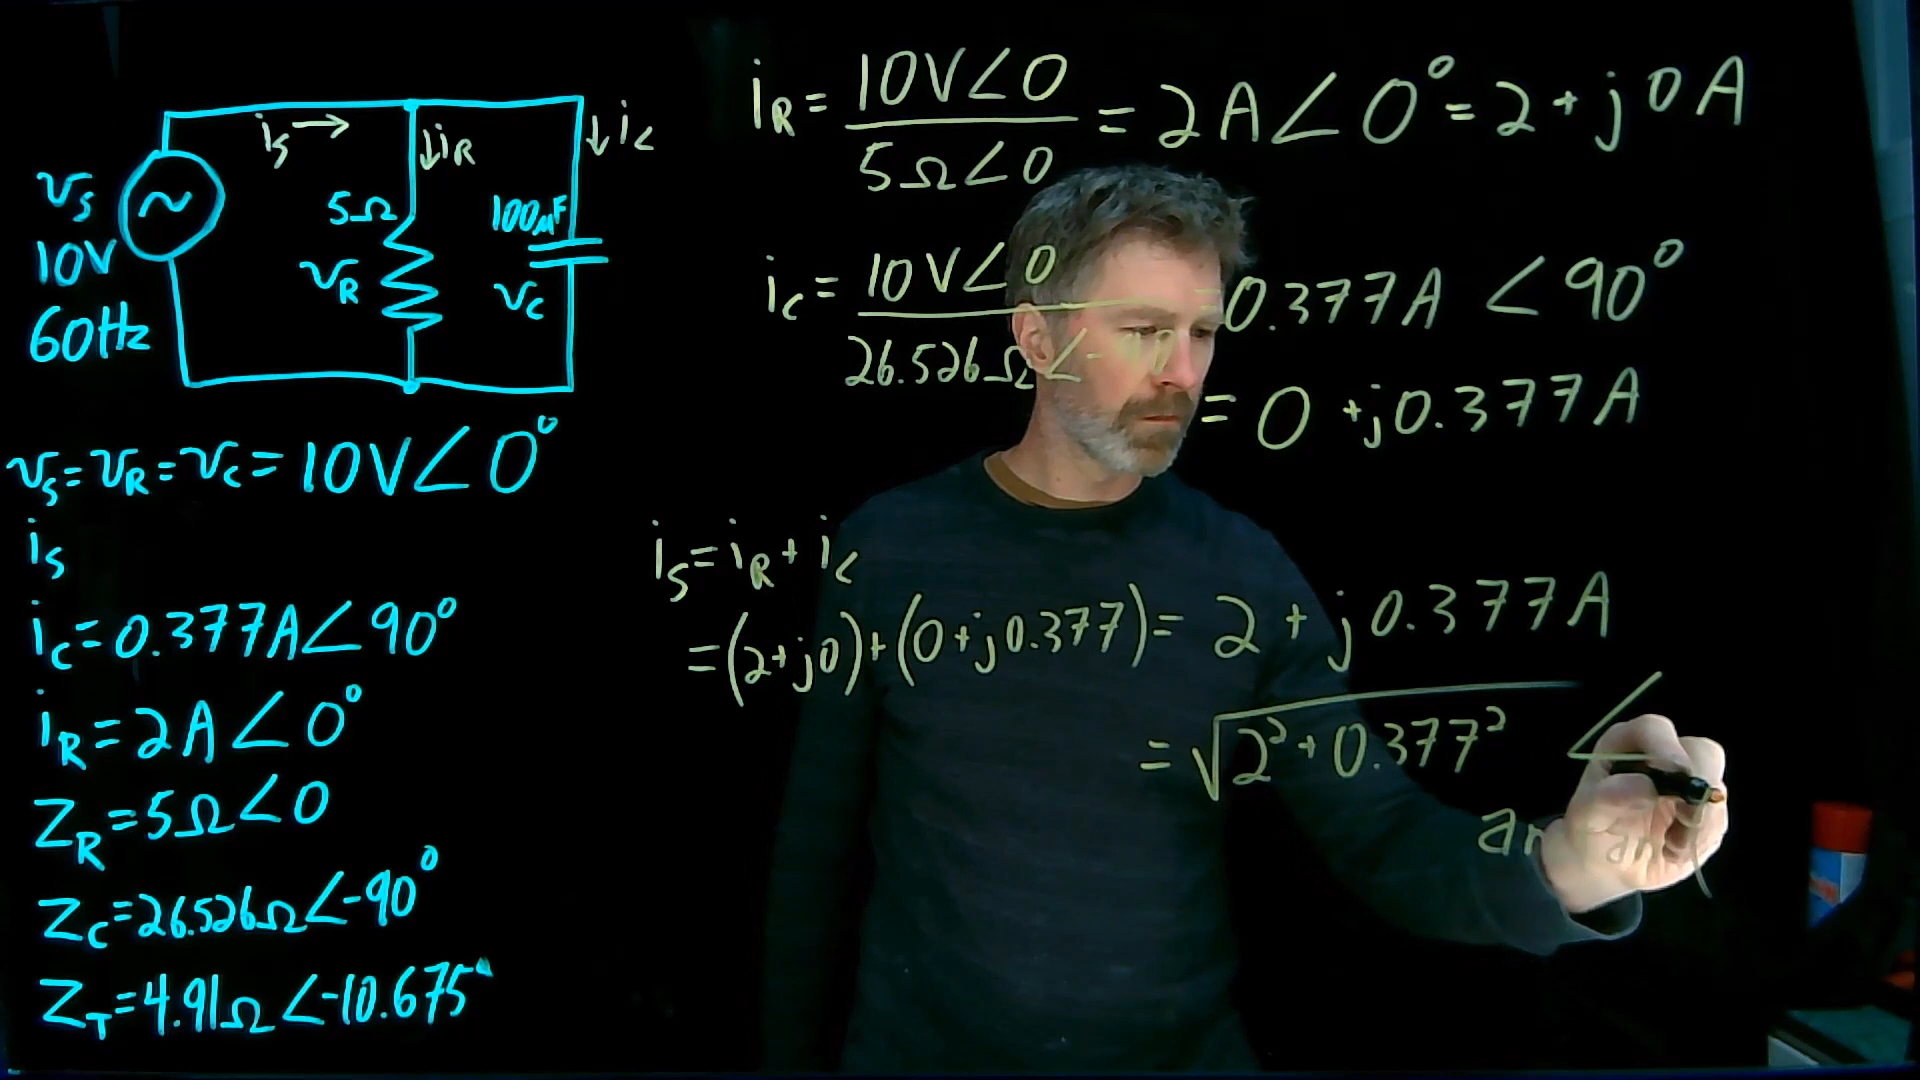 iS →
↓iR
↓iC
vS
10V
60Hz
5Ω
vR
100μF
vC
vS = vR = vC = 10V∠0°
iS
iC = 0.377A∠90°
iR = 2A∠0°
ZR = 5Ω∠0
ZC = 26.526Ω∠-90°
ZT = 4.91Ω∠-10.675°
iR = 10V∠0 / 5Ω∠0 = 2A∠0° = 2 + j0A
iC = 10V∠0 / 26.526Ω∠-90 = 0.377A ∠90°
= 0 + j0.377A
iS = iR + iC
= (2 + j0) + (0 + j0.377) = 2 + j0.377A
= √2² + 0.377² ∠